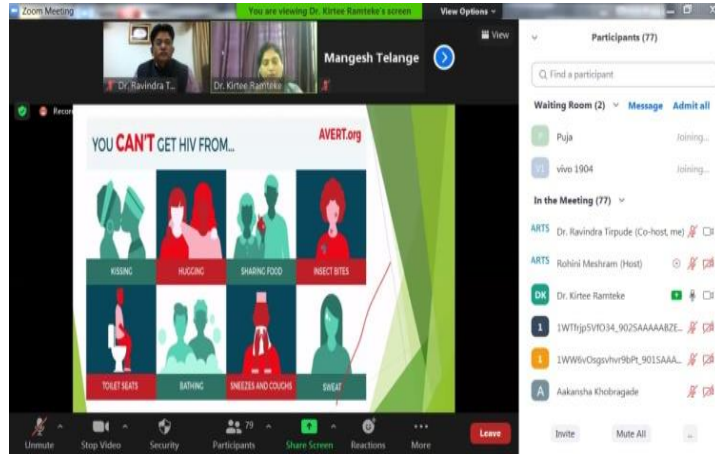 Zoom Meeting
You are viewing Dr. Kirtee Ramteke's screen
View Options
View
Dr. Ravindra T...
Dr. Kirtee Ramteke
Mangesh Telange
Recor
YOU CAN'T GET HIV FROM...
AVERT.org
KISSING
HUGGING
SHARING FOOD
INSECT BITES
TOILET SEATS
BATHING
SNEEZES AND COUGHS
SWEAT
Unmute
Stop Video
Security
Participants
79
Share Screen
Reactions
More
Leave
Participants (77)
Find a participant
Waiting Room (2)
Message
Admit all
P
Puja
Joining...
V1
vivo 1904
Joining...
In the Meeting (77)
ARTS
Dr. Ravindra Tirpude (Co-host, me)
ARTS
Rohini Meshram (Host)
DK
Dr. Kirtee Ramteke
1
1
A
Aakansha Khobragade
Invite
Mute All
...